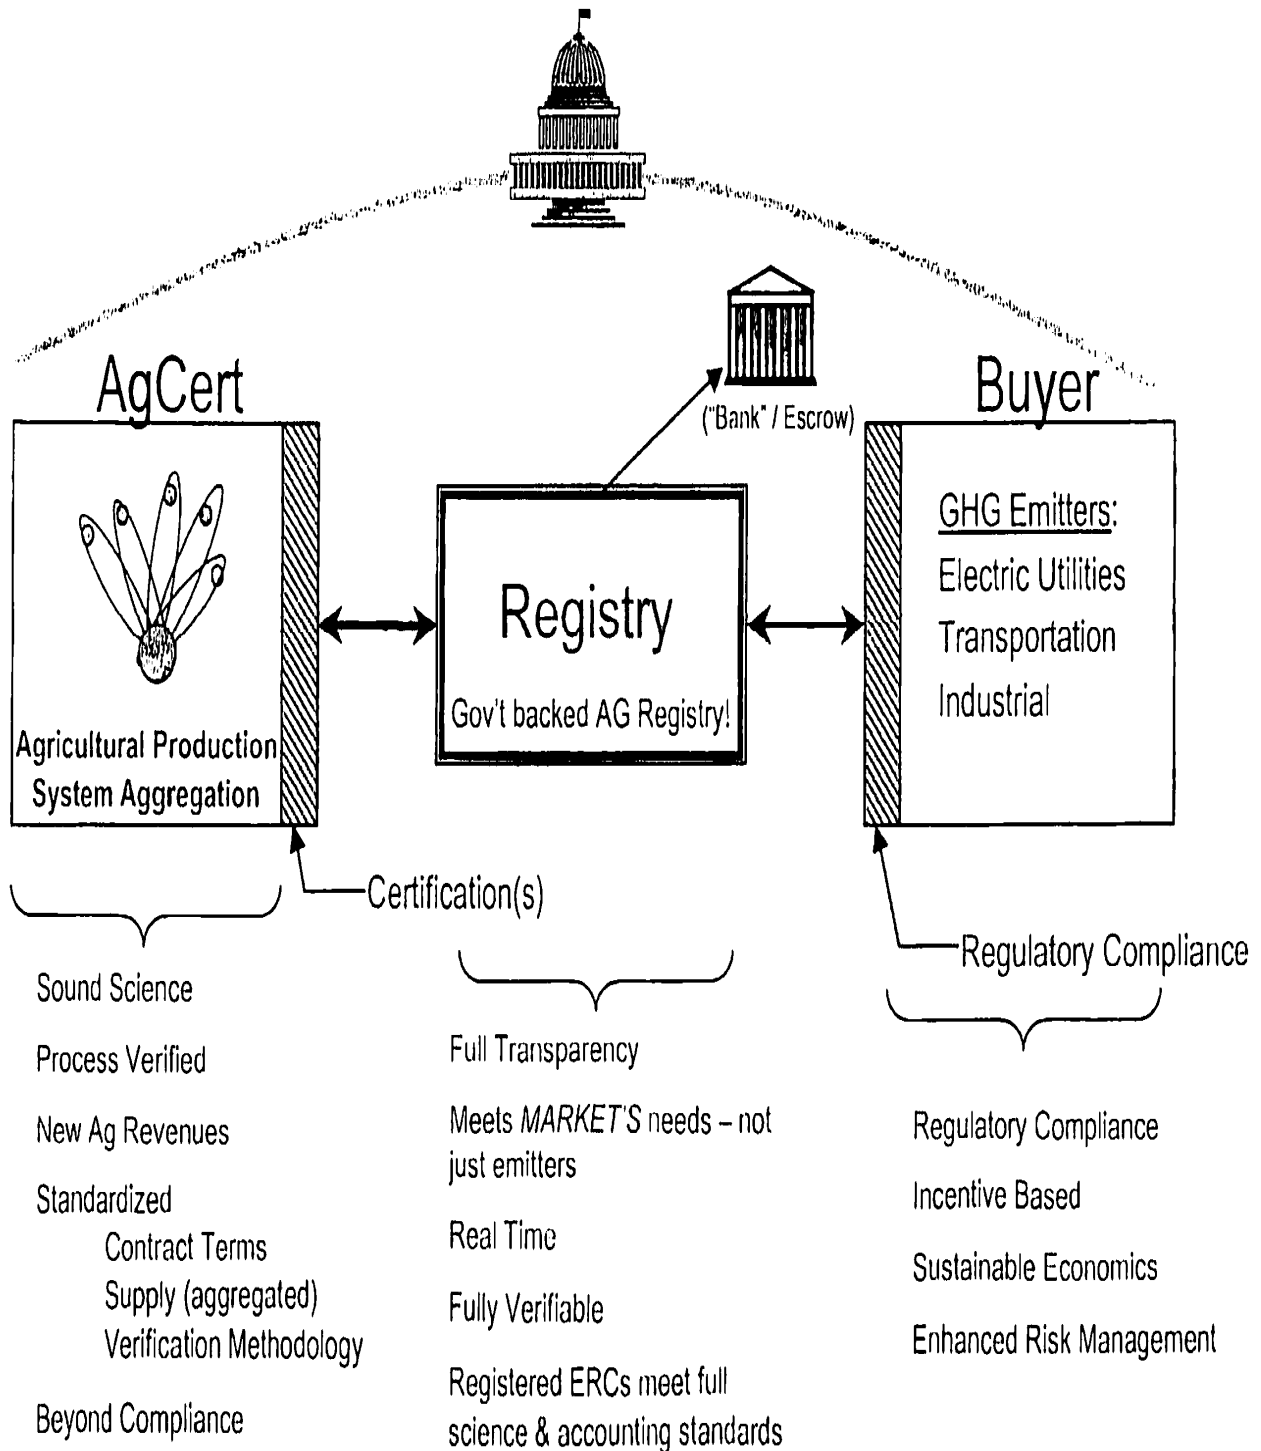 AgCert
Agricultural Production
System Aggregation
("Bank" / Escrow)
Registry
Gov't backed AG Registry!
Buyer
GHG Emitters:
Electric Utilities
Transportation
Industrial
Certification(s)
Regulatory Compliance
Sound Science
Process Verified
New Ag Revenues
Standardized
Contract Terms
Supply (aggregated)
Verification Methodology
Beyond Compliance
Full Transparency
Meets MARKET'S needs – not
just emitters
Real Time
Fully Verifiable
Registered ERCs meet full
science & accounting standards
Regulatory Compliance
Incentive Based
Sustainable Economics
Enhanced Risk Management